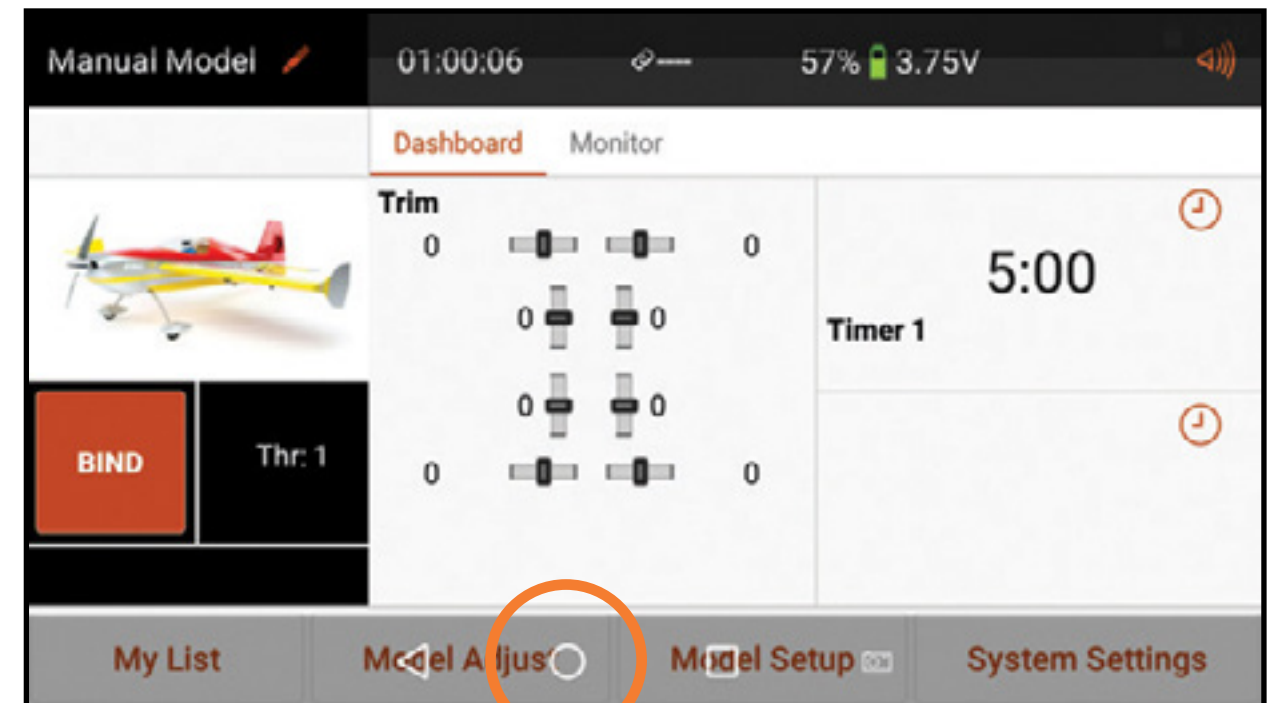 Manual Model 01:00:06 ---- 57% 3.75V
Dashboard Monitor
Trim
0 0
5:00
0 0
Timer 1
0 0
BIND Thr: 1
0 0
My List Model Adjust Model Setup System Settings